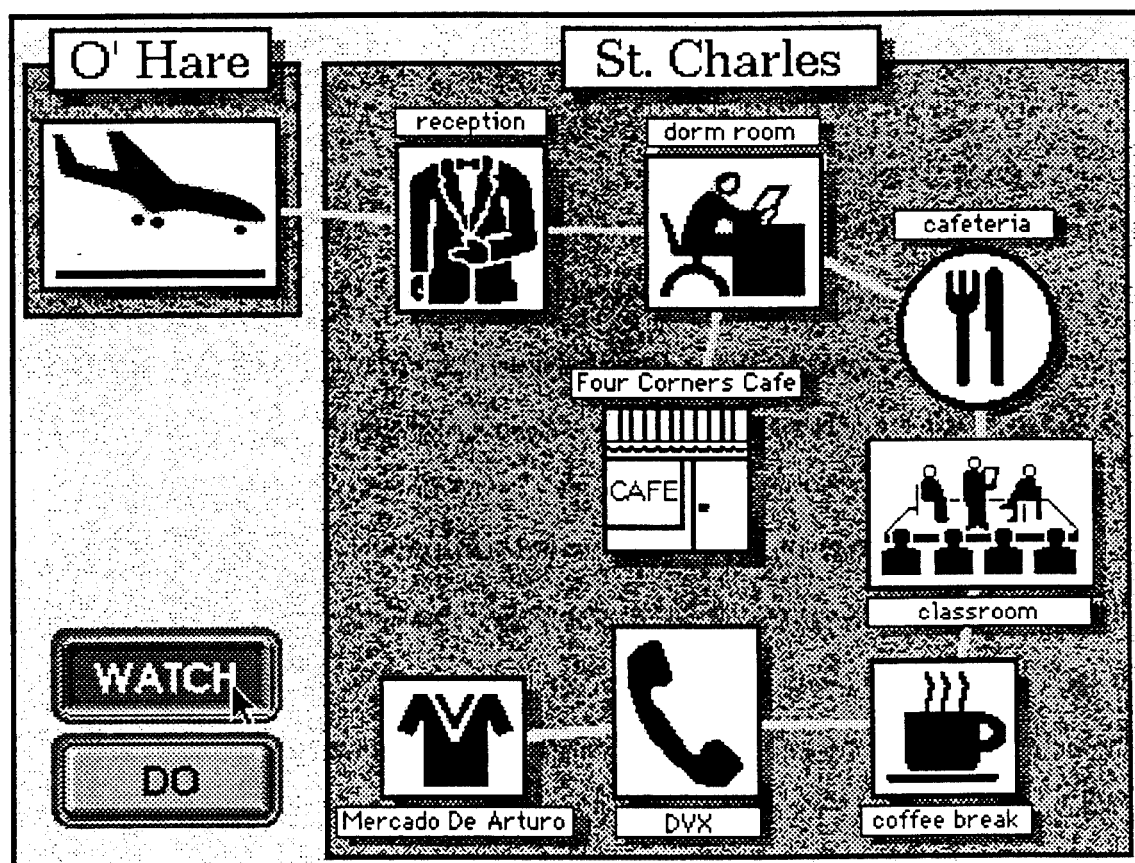 O' Hare
St. Charles
reception
dorm room
cafeteria
Four Corners Cafe
CAFE
classroom
WATCH
DO
Mercado De Arturo
DVX
coffee break